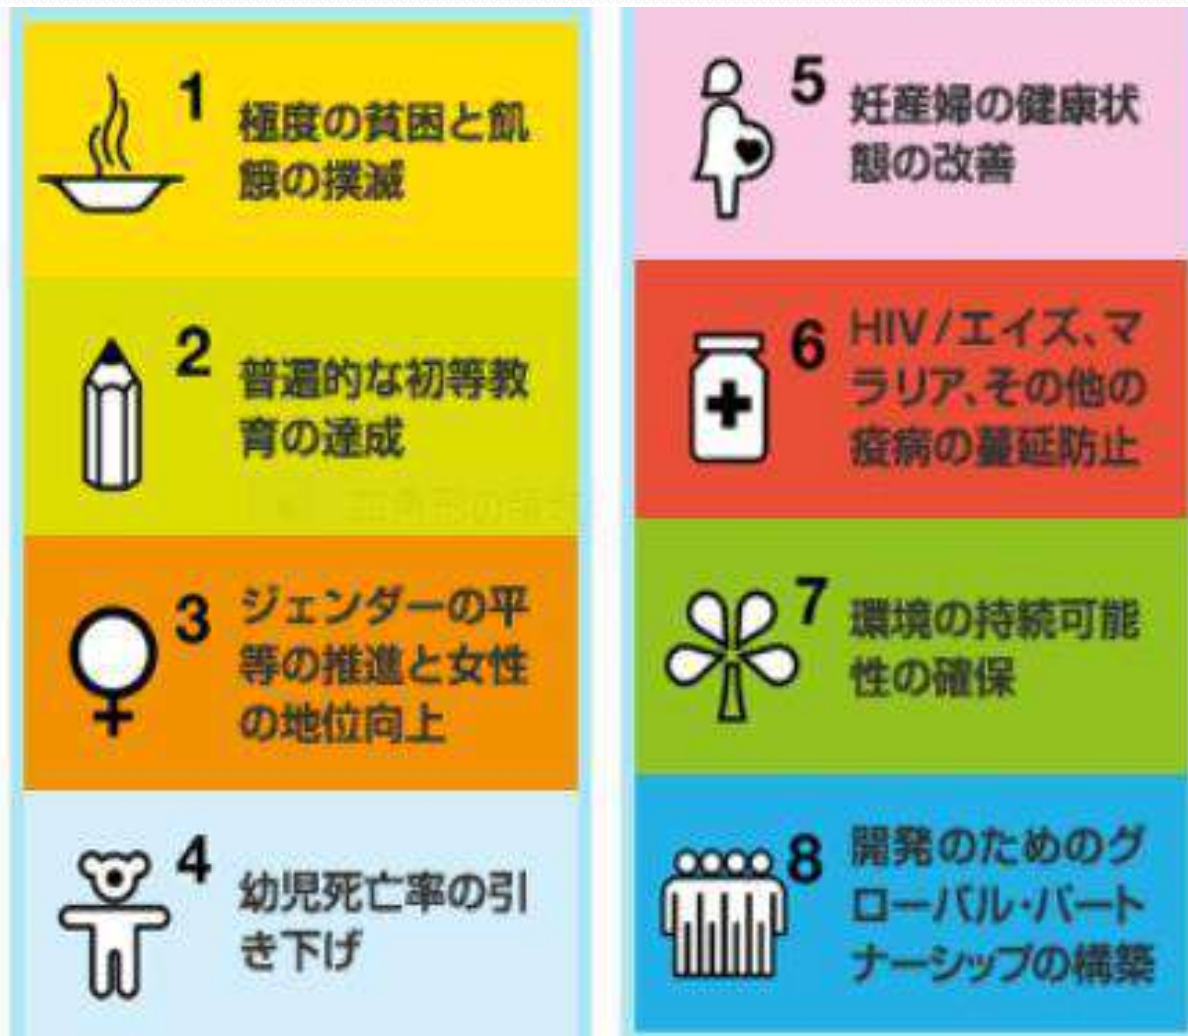 1
極度の貧困と飢
餓の撲滅
2
普遍的な初等教
育の達成
3
ジェンダーの平
等の推進と女性
の地位向上
4
幼児死亡率の引
き下げ
5
妊産婦の健康状
態の改善
6
HIV/エイズ、マ
ラリア、その他の
疫病の蔓延防止
7
環境の持続可能
性の確保
8
開発のためのグ
ローバル・パート
ナーシップの構築